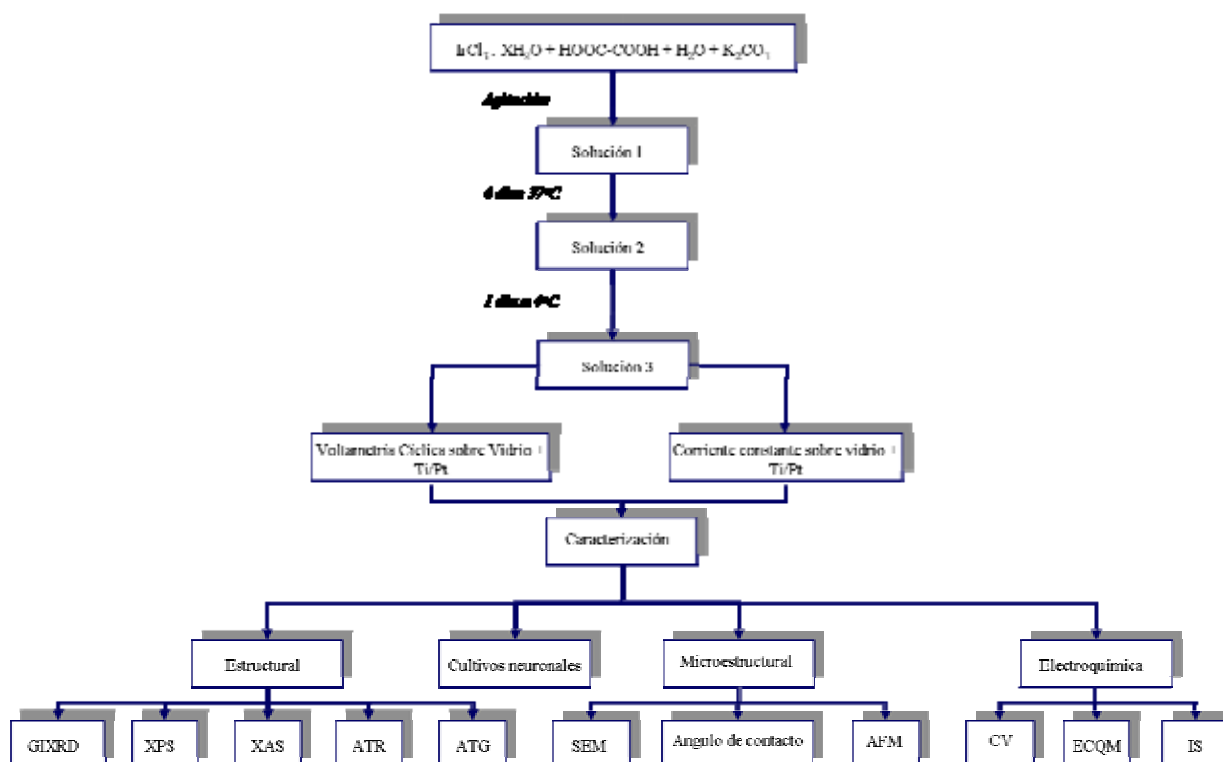 IrCl₃. XH₂O + HOOC-COOH + H₂O + K₂CO₃
Agitación
Solución 1
Solución 2
Solución 3
Voltametría Cíclica sobre Vidrio +
Ti/Pt
Corriente constante sobre vidrio +
Ti/Pt
Caracterización
Estructural
Cultivos neuronales
Microestructural
Electroquímica
GIXRD
XPS
XAS
ATR
ATG
SEM
Angulo de contacto
AFM
CV
ECQM
IS